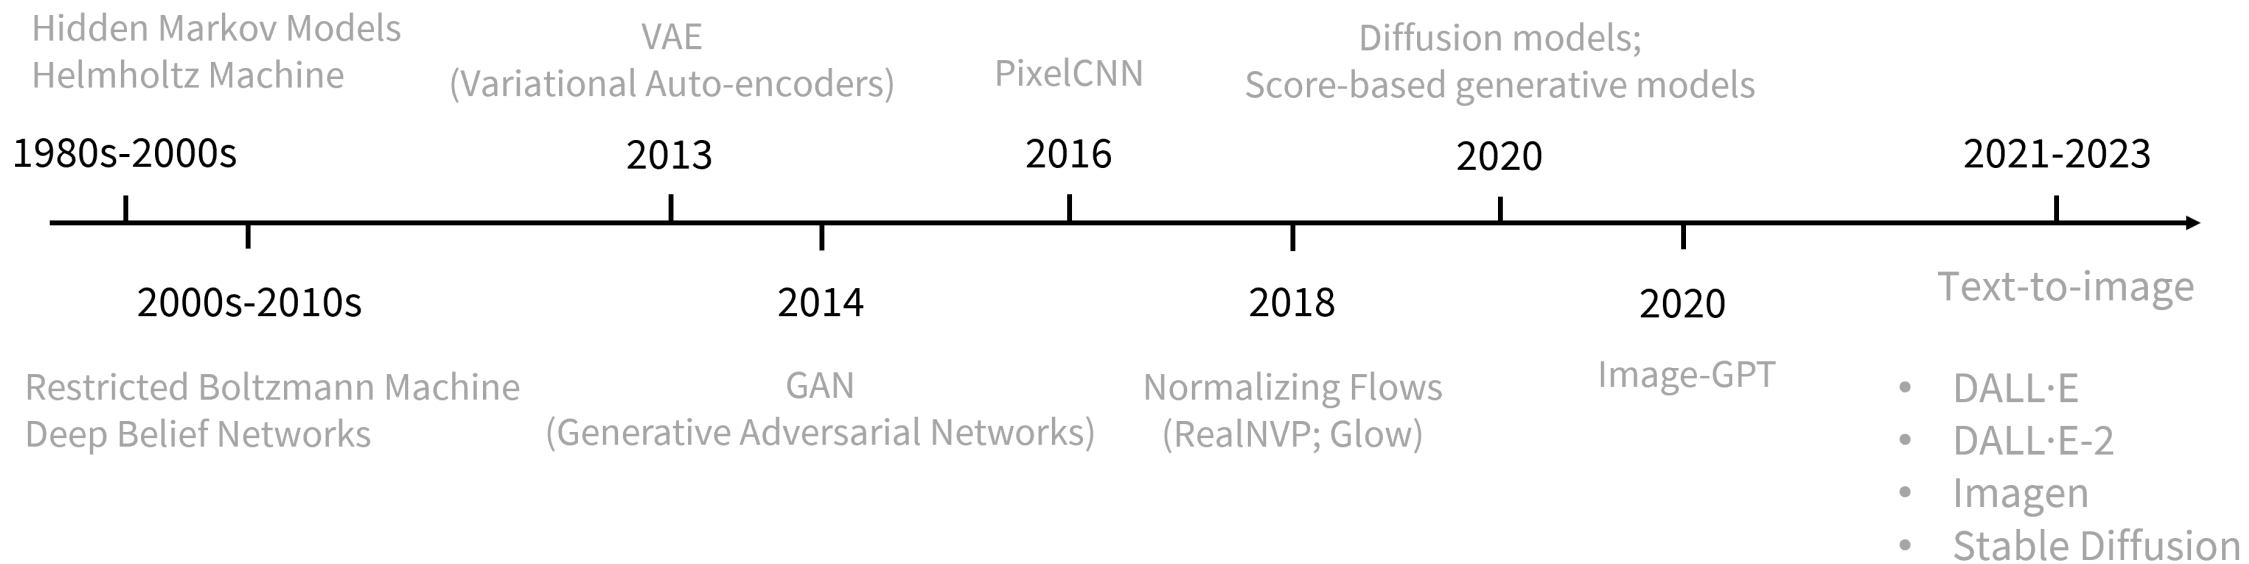 Hidden Markov Models
Helmholtz Machine
VAE
(Variational Auto-encoders)
PixelCNN
Diffusion models;
Score-based generative models
1980s-2000s
2013
2016
2020
2021-2023
2000s-2010s
2014
2018
2020
Text-to-image
Restricted Boltzmann Machine
Deep Belief Networks
GAN
(Generative Adversarial Networks)
Normalizing Flows
(RealNVP; Glow)
Image-GPT
• DALL·E
• DALL·E-2
• Imagen
• Stable Diffusion